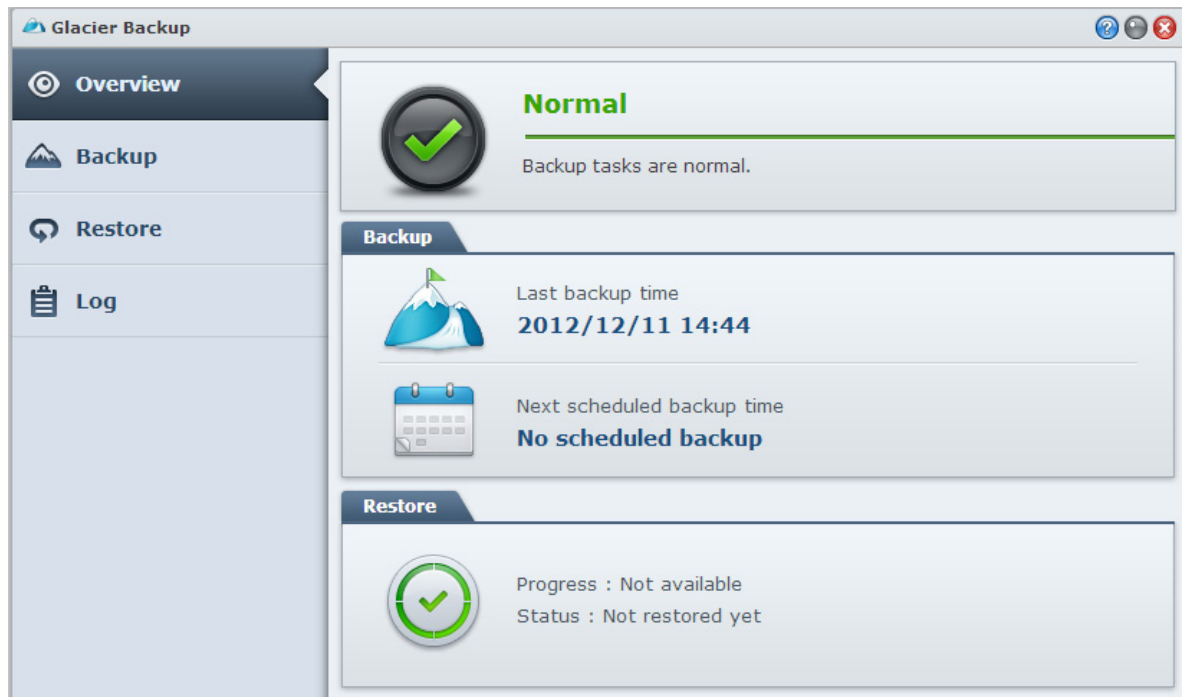 Glacier Backup
Overview
Backup
Restore
Log
Normal
Backup tasks are normal.
Backup
Last backup time
2012/12/11 14:44
Next scheduled backup time
No scheduled backup
Restore
Progress : Not available
Status : Not restored yet